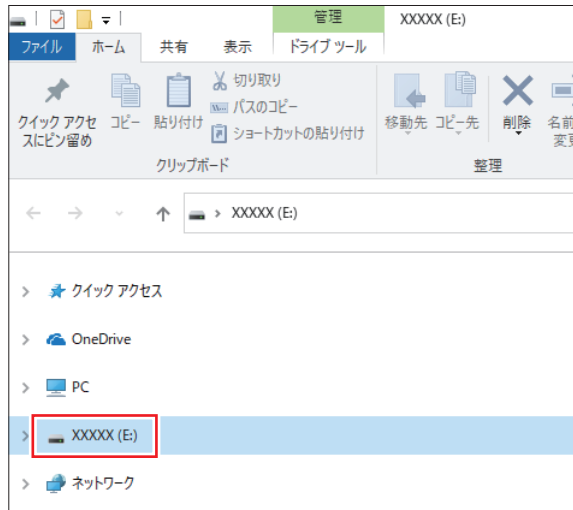 管理
XXXXX (E:)
ファイル
ホーム
共有
表示
ドライブ ツール
クイック アクセ
スにピン留め
コピー
貼り付け
切り取り
パスのコピー
ショートカットの貼り付け
クリップボード
移動先
コピー先
削除
名前
変更
整理
XXXXX (E:)
クイック アクセス
OneDrive
PC
XXXXX (E:)
ネットワーク